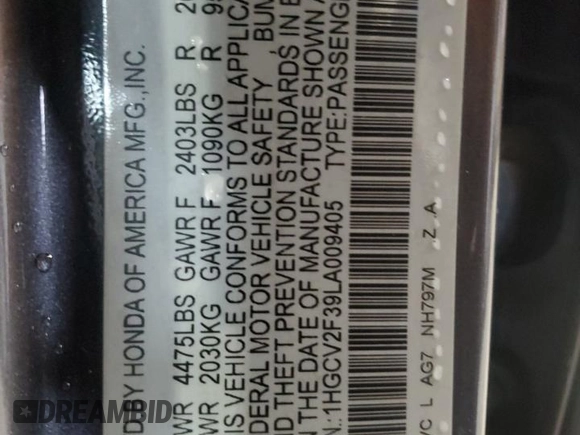 D BY HONDA OF AMERICA MFG.,INC.
WR 4475LBS GAWR F 2403LBS R
WR 2030KG GAWR F 1090KG R
IS VEHICLE CONFORMS TO ALL APPLICA
DERAL MOTOR VEHICLE SAFETY BUM
D THEFT PREVENTION STANDARDS, IN E
N THE DATE OF MANUFACTURE SHOWN A
N.:1HGCV2F39LA009405 TYPE:PASSENG
VC L AG7 NH797M Z A
DREAMBID